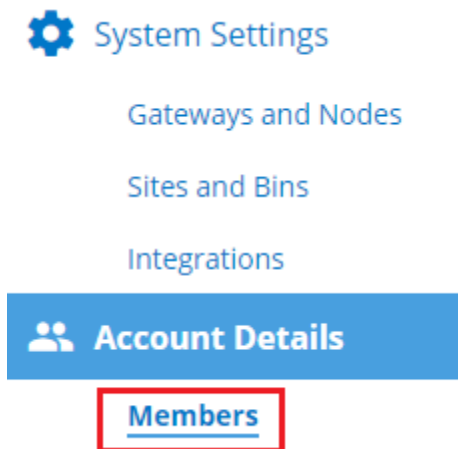 System Settings
Gateways and Nodes
Sites and Bins
Integrations
Account Details
Members